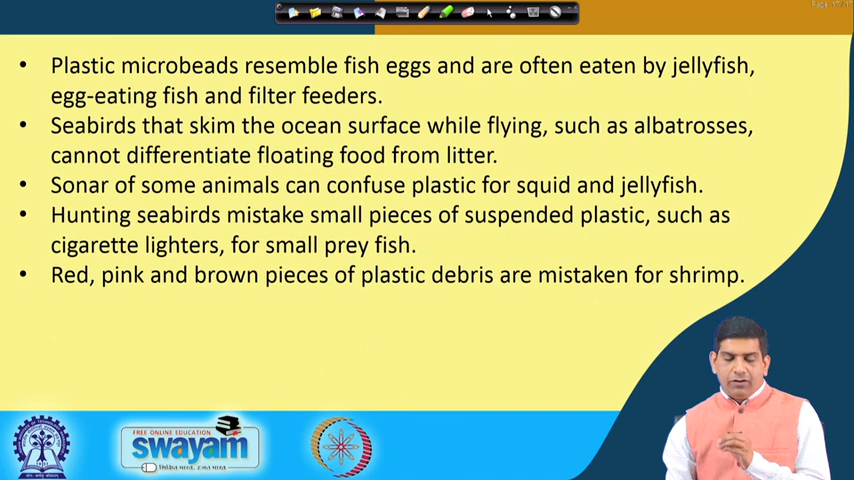 • Plastic microbeads resemble fish eggs and are often eaten by jellyfish,
egg-eating fish and filter feeders.
• Seabirds that skim the ocean surface while flying, such as albatrosses,
cannot differentiate floating food from litter.
• Sonar of some animals can confuse plastic for squid and jellyfish.
• Hunting seabirds mistake small pieces of suspended plastic, such as
cigarette lighters, for small prey fish.
• Red, pink and brown pieces of plastic debris are mistaken for shrimp.
FREE ONLINE EDUCATION
swayam